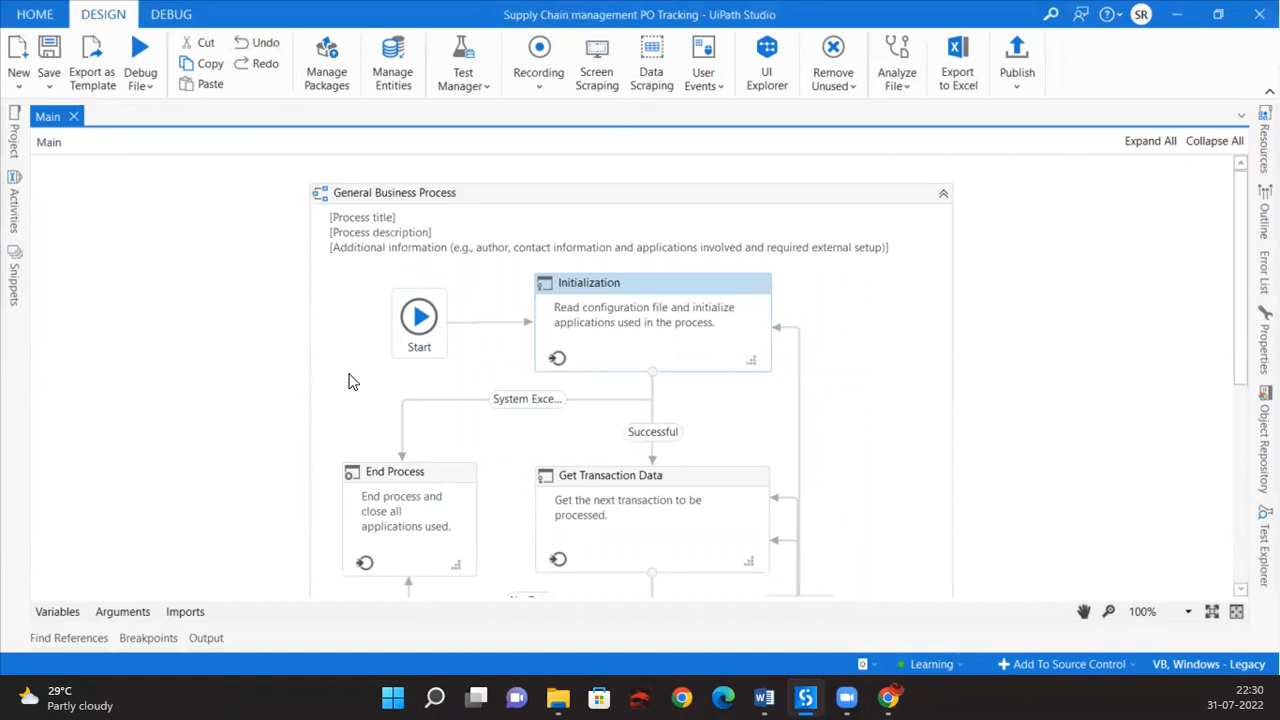 HOME DESIGN DEBUG
Supply Chain management PO Tracking - UiPath Studio
SR
New
Save
Export as
Template
Debug
File
Cut
Copy
Paste
Undo
Redo
Manage
Packages
Manage
Entities
Test
Manager
Recording
Screen
Scraping
Data
Scraping
User
Events
UI
Explorer
Remove
Unused
Analyze
File
Export
to Excel
Publish
Main
Main
Expand All Collapse All
Project
Activities
Snippets
General Business Process
[Process title]
[Process description]
[Additional information (e.g., author, contact information and applications involved and required external setup)]
Start
Initialization
Read configuration file and initialize
applications used in the process.
System Exce...
Successful
End Process
End process and
close all
applications used.
Get Transaction Data
Get the next transaction to be
processed.
Resources
Outline
Error List
Properties
Object Repository
Test Explorer
Variables Arguments Imports
100%
Find References Breakpoints Output
Learning
Add To Source Control
VB, Windows - Legacy
29°C
Partly cloudy
22:30
31-07-2022